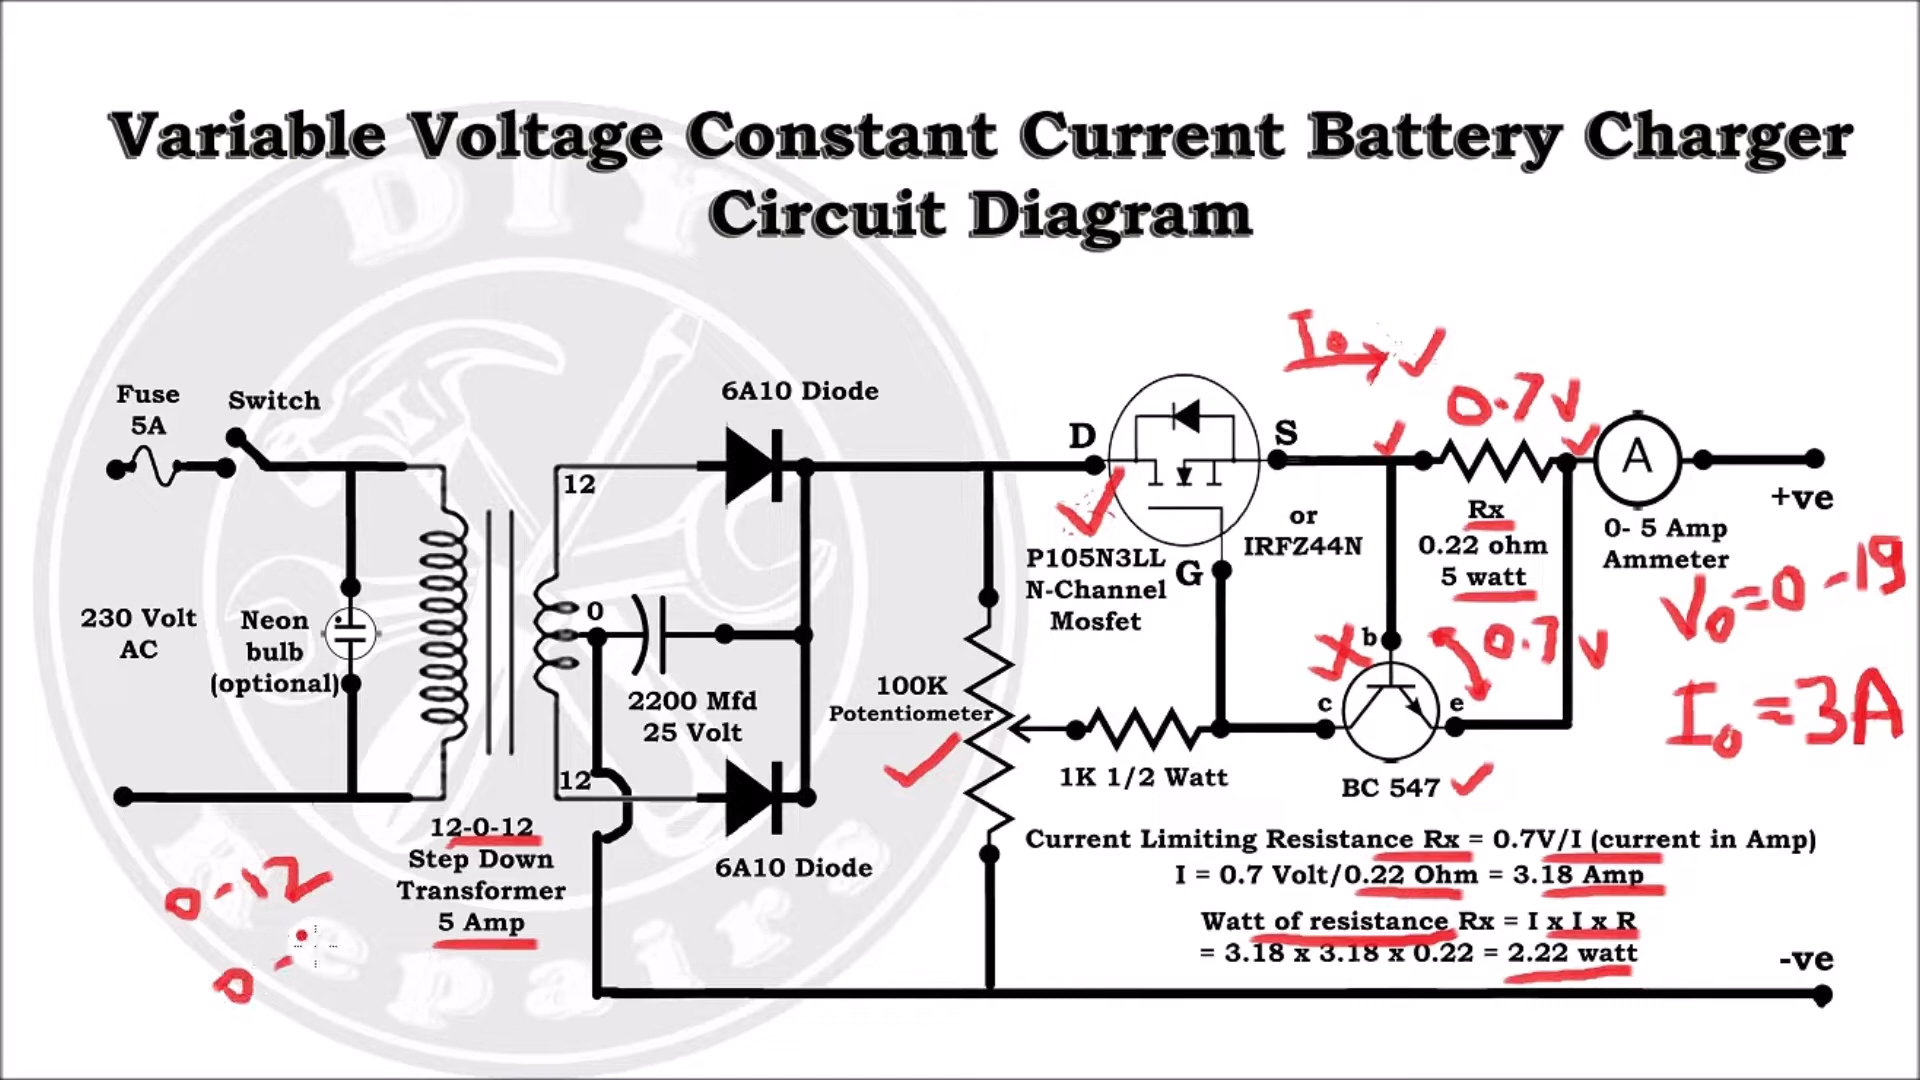 Variable Voltage Constant Current Battery Charger
Circuit Diagram
DIY
Repairs
Fuse
5A
Switch
230 Volt
AC
Neon
bulb
(optional)
12
0
12
12-0-12
Step Down
Transformer
5 Amp
0-12
0-
6A10 Diode
2200 Mfd
25 Volt
6A10 Diode
100K
Potentiometer
D
S
G
P105N3LL
N-Channel
Mosfet
or
IRFZ44N
1K 1/2 Watt
Io
0.7V
Rx
0.22 ohm
5 watt
A
0- 5 Amp
Ammeter
+ve
b
c
e
0.7V
BC 547
Vo=0-19
Io=3A
Current Limiting Resistance Rx = 0.7V/I (current in Amp)
I = 0.7 Volt/0.22 Ohm = 3.18 Amp
Watt of resistance Rx = I x I x R
= 3.18 x 3.18 x 0.22 = 2.22 watt
-ve